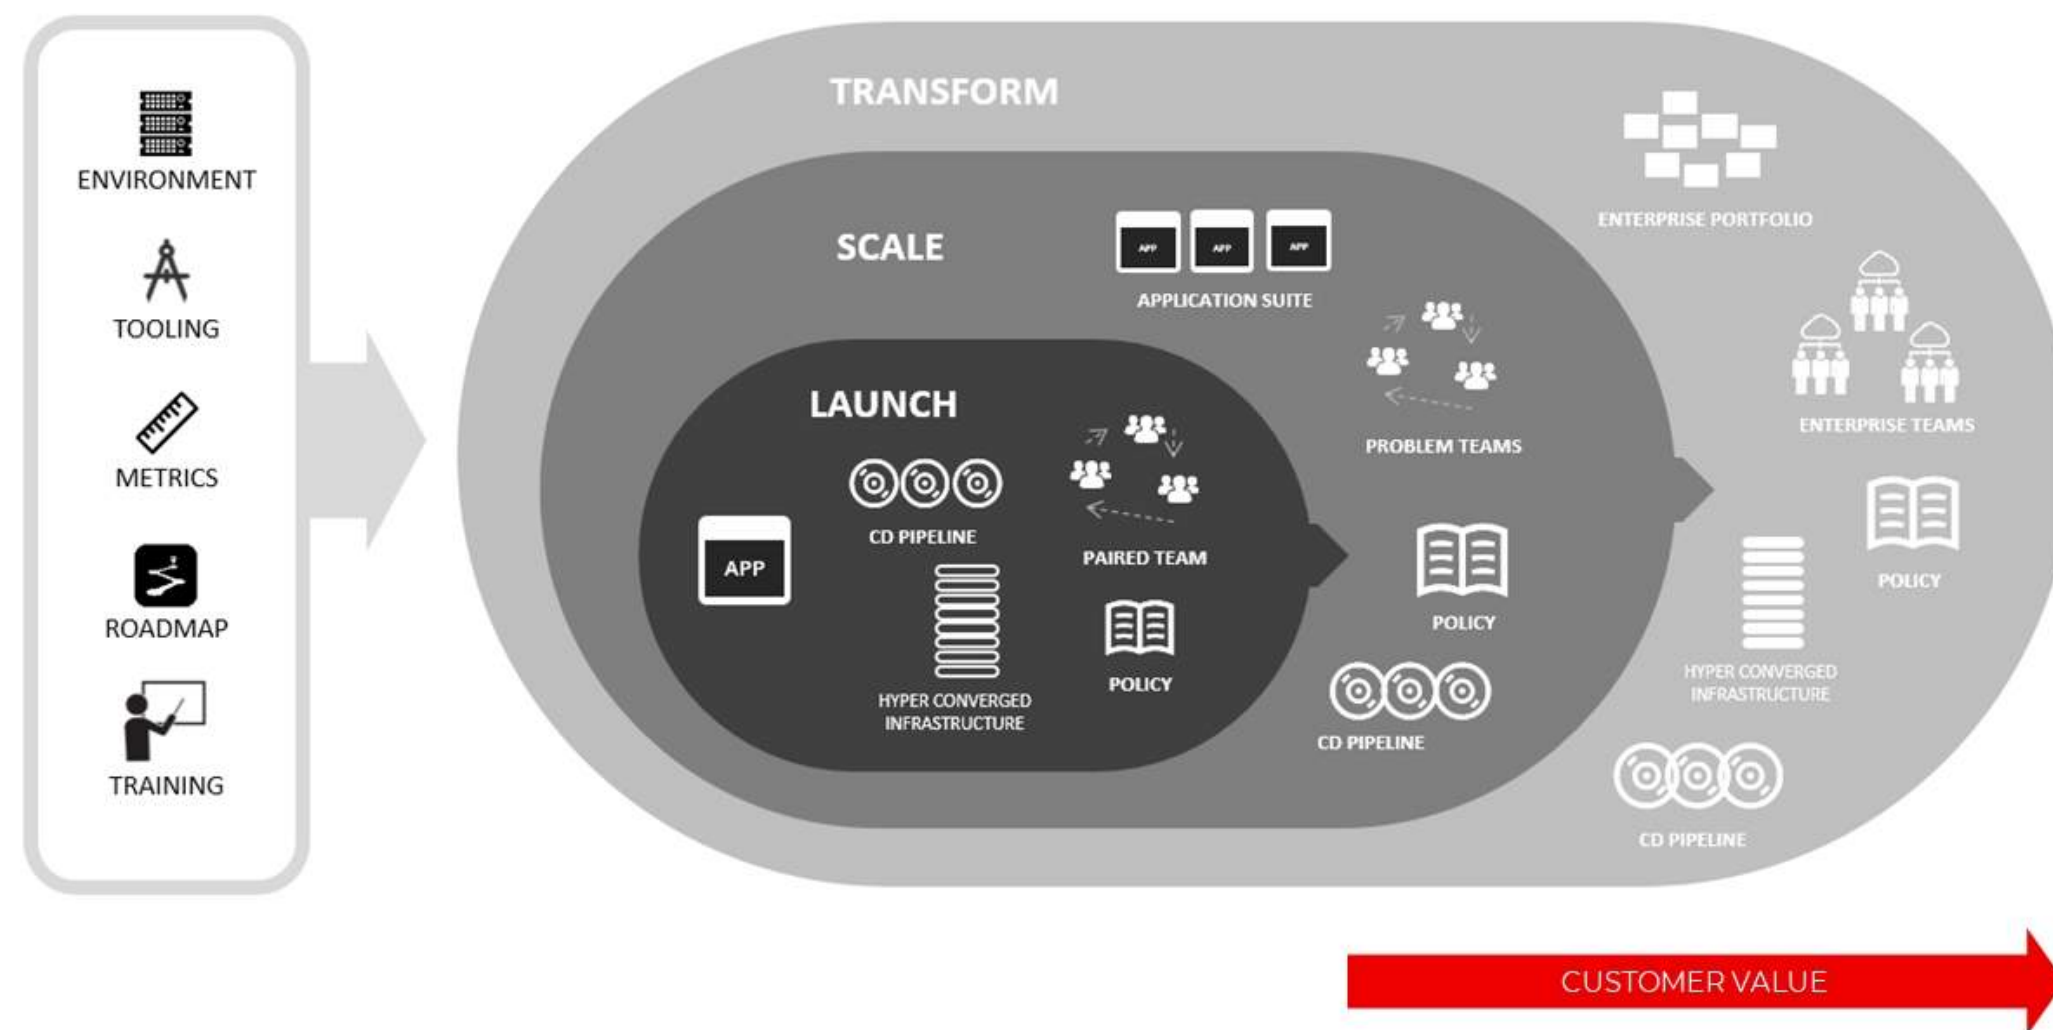 ENVIRONMENT
TOOLING
METRICS
ROADMAP
TRAINING
TRANSFORM
ENTERPRISE PORTFOLIO
ENTERPRISE TEAMS
POLICY
HYPER CONVERGED
INFRASTRUCTURE
CD PIPELINE
SCALE
APP
APP
APP
APPLICATION SUITE
PROBLEM TEAMS
POLICY
CD PIPELINE
LAUNCH
APP
CD PIPELINE
HYPER CONVERGED
INFRASTRUCTURE
PAIRED TEAM
POLICY
CUSTOMER VALUE